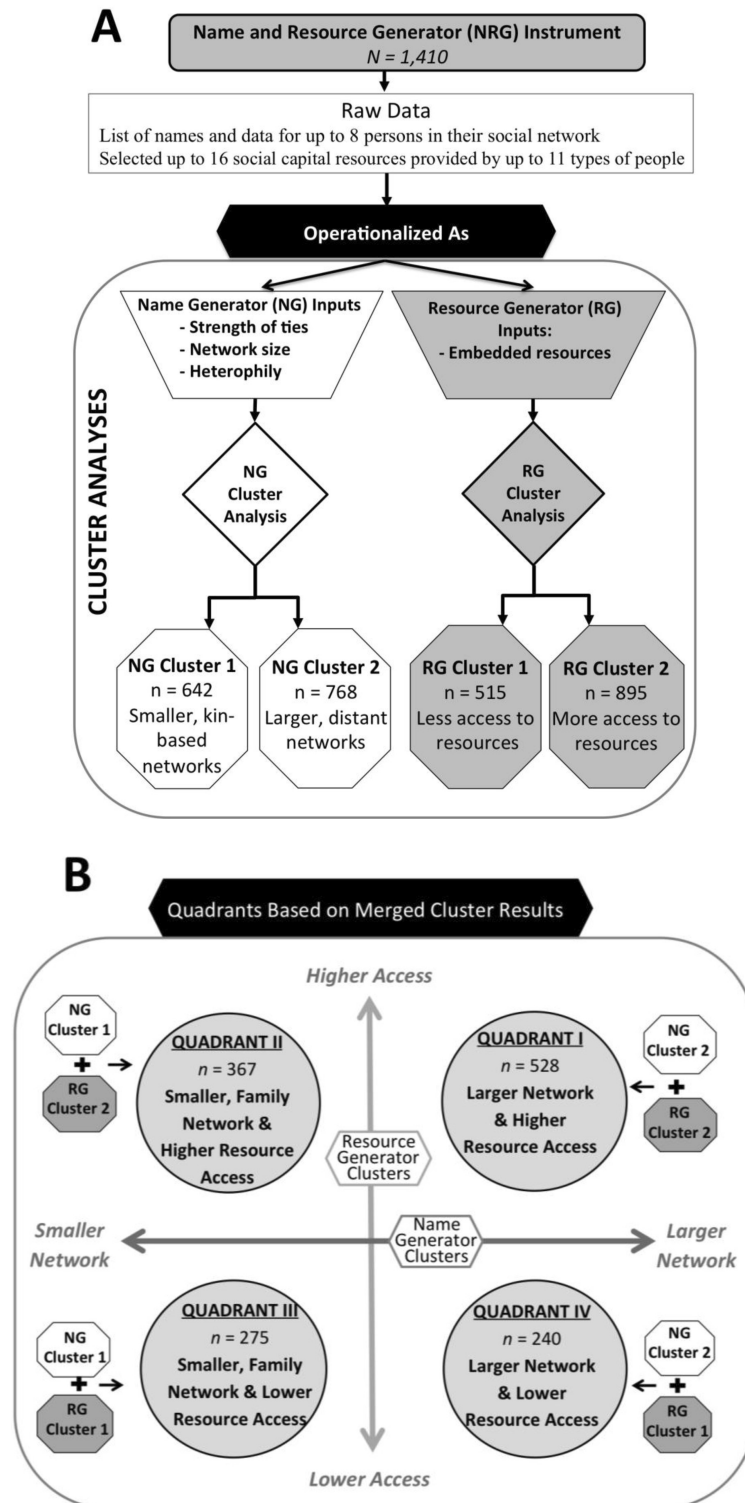 A
Name and Resource Generator (NRG) Instrument
N = 1,410
Raw Data
List of names and data for up to 8 persons in their social network
Selected up to 16 social capital resources provided by up to 11 types of people
Operationalized As
CLUSTER ANALYSES
Name Generator (NG) Inputs
- Strength of ties
- Network size
- Heterophily
Resource Generator (RG)
Inputs:
- Embedded resources
NG
Cluster
Analysis
RG
Cluster
Analysis
NG Cluster 1
n = 642
Smaller, kin-
based
networks
NG Cluster 2
n = 768
Larger, distant
networks
RG Cluster 1
n = 515
Less access to
resources
RG Cluster 2
n = 895
More access to
resources
B
Quadrants Based on Merged Cluster Results
Higher Access
NG
Cluster 1
+
RG
Cluster 2
QUADRANT II
n = 367
Smaller, Family
Network &
Higher Resource
Access
QUADRANT I
n = 528
Larger Network
& Higher
Resource Access
NG
Cluster 2
+
RG
Cluster 2
Resource
Generator
Clusters
Smaller
Network
Name
Generator
Clusters
Larger
Network
NG
Cluster 1
+
RG
Cluster 1
QUADRANT III
n = 275
Smaller, Family
Network & Lower
Resource Access
QUADRANT IV
n = 240
Larger Network
& Lower
Resource Access
NG
Cluster 2
+
RG
Cluster 1
Lower Access